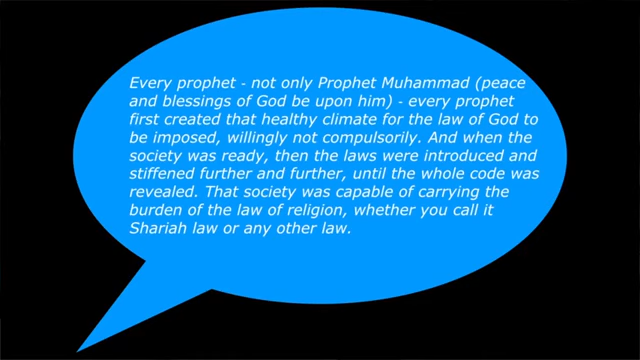 Every prophet - not only Prophet Muhammad (peace
and blessings of God be upon him) - every prophet
first created that healthy climate for the law of God to
be imposed, willingly not compulsorily. And when the
society was ready, then the laws were introduced and
stiffened further and further, until the whole code was
revealed. That society was capable of carrying the
burden of the law of religion, whether you call it
Shariah law or any other law.